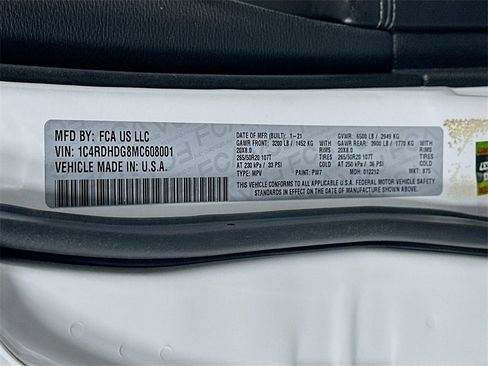 MFD BY: FCA US LLC
VIN: 1C4RDHDG8MC608001
VEHICLE MADE IN: U.S.A.
DATE OF MFR (BUILT): 1-21 GVWR: 6500 LB / 2949 KG
GAWR FRONT: 3200 LB / 1452 KG WITH GAWR REAR: 3900 LB / 1770 KG WITH
20X8.0 RIMS 20X8.0 RIMS
265/50R20 107T TIRES 265/50R20 107T TIRES
AT 230 kPa / 33 PSI COLD AT 250 kPa / 36 PSI COLD
THIS VEHICLE CONFORMS TO ALL APPLICABLE U.S.A. FEDERAL MOTOR VEHICLE SAFETY
STANDARDS IN EFFECT ON THE DATE OF MANUFACTURE SHOWN ABOVE.
TYPE: MPV PAINT: PW7 MDH: 012212 MKT: 875